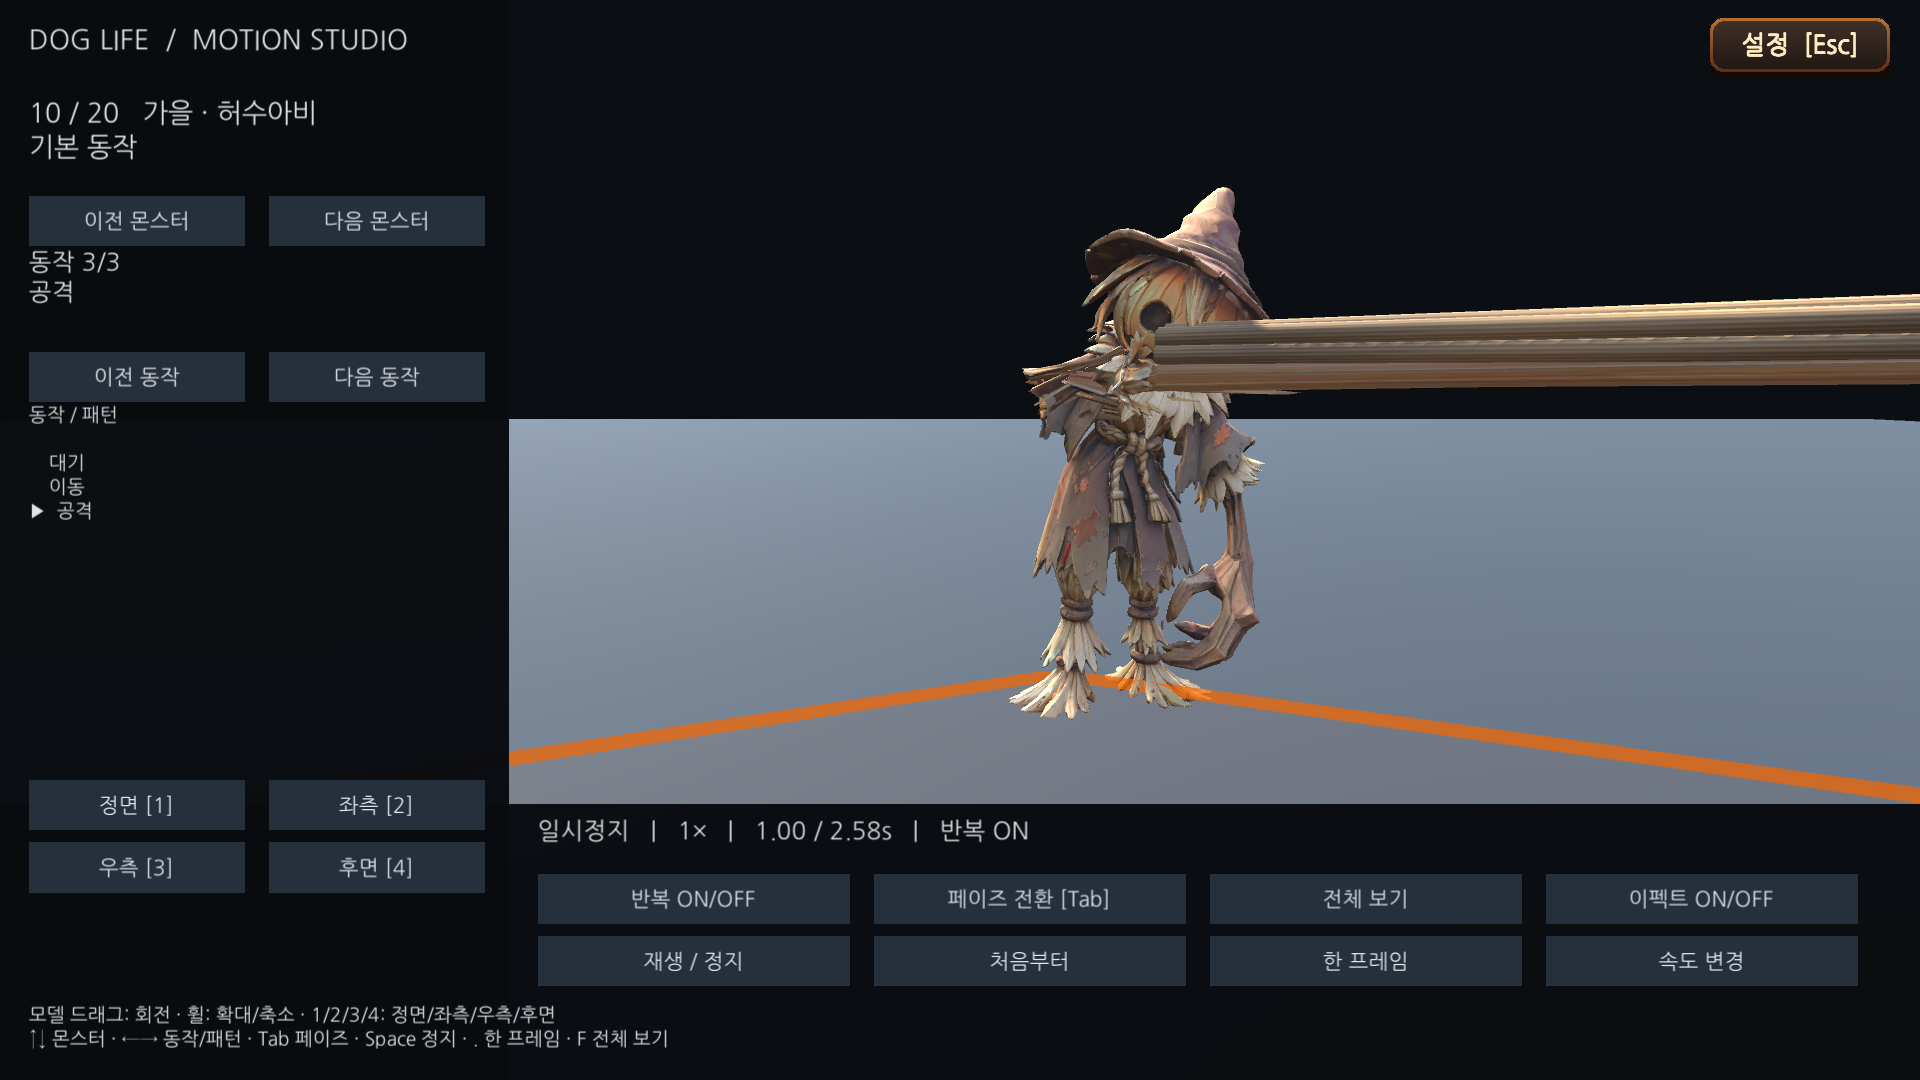 DOG LIFE / MOTION STUDIO
설정 [Esc]
10 / 20 가을 · 허수아비
기본 동작
이전 몬스터 다음 몬스터
동작 3/3
공격
이전 동작 다음 동작
동작 / 패턴
대기
이동
▶ 공격
정면 [1] 좌측 [2]
우측 [3] 후면 [4]
일시정지 | 1× | 1.00 / 2.58s | 반복 ON
반복 ON/OFF 페이즈 전환 [Tab] 전체 보기 이펙트 ON/OFF
재생 / 정지 처음부터 한 프레임 속도 변경
모델 드래그: 회전 · 휠: 확대/축소 · 1/2/3/4: 정면/좌측/우측/후면
↑↓ 몬스터 · ←→ 동작/패턴 · Tab 페이즈 · Space 정지 · . 한 프레임 · F 전체 보기